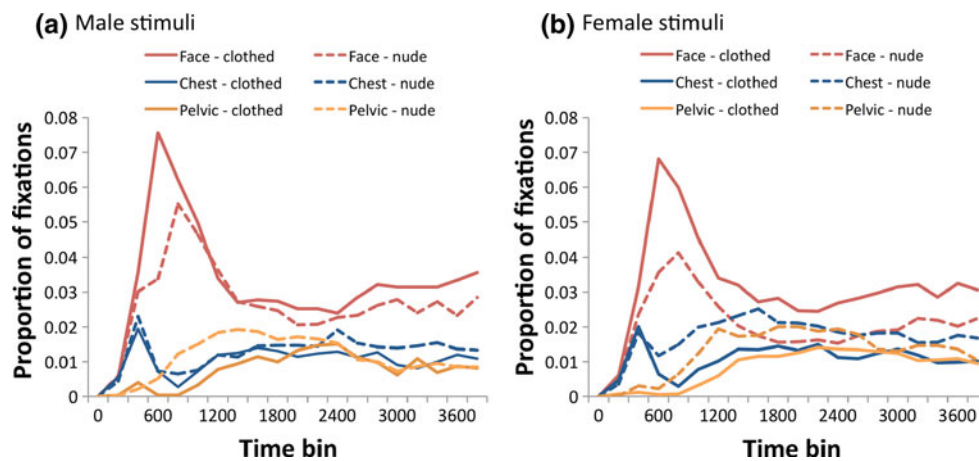 (a) Male stimuli
Face - clothed Face - nude
Chest - clothed Chest - nude
Pelvic - clothed Pelvic - nude
Proportion of fixations
0.08
0.07
0.06
0.05
0.04
0.03
0.02
0.01
0
0 600 1200 1800 2400 3000 3600
Time bin
(b) Female stimuli
Face - clothed Face - nude
Chest - clothed Chest - nude
Pelvic - clothed Pelvic - nude
Proportion of fixations
0.08
0.07
0.06
0.05
0.04
0.03
0.02
0.01
0
0 600 1200 1800 2400 3000 3600
Time bin